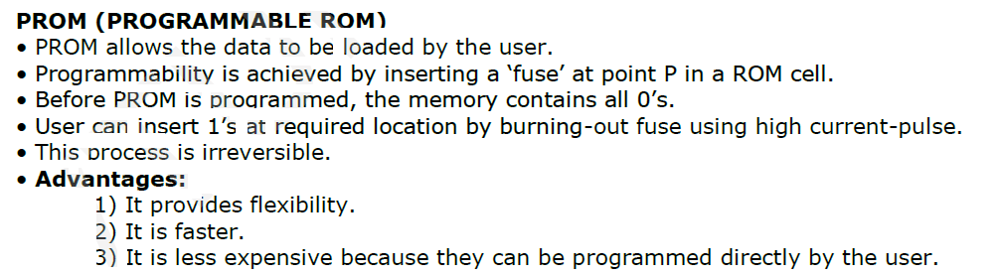 PROM (PROGRAMMABLE ROM)
• PROM allows the data to be loaded by the user.
• Programmability is achieved by inserting a ‘fuse’ at point P in a ROM cell.
• Before PROM is programmed, the memory contains all 0’s.
• User can insert 1’s at required location by burning-out fuse using high current-pulse.
• This process is irreversible.
• Advantages:
1) It provides flexibility.
2) It is faster.
3) It is less expensive because they can be programmed directly by the user.